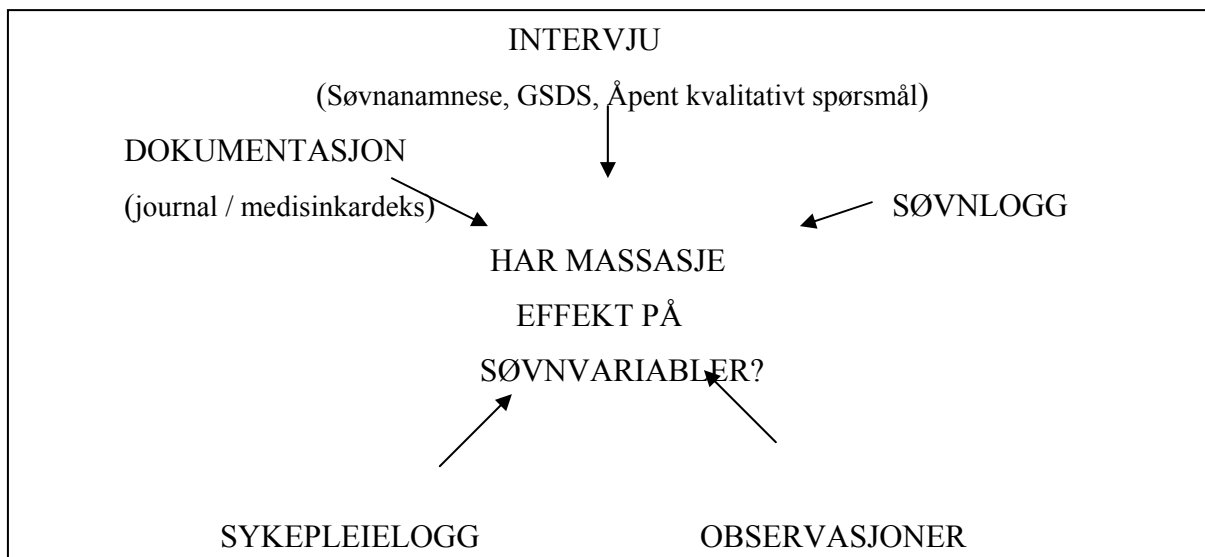 INTERVJU
(Søvnanamnese, GSDS, Åpent kvalitativt spørsmål)
DOKUMENTASJON
(journal / medisinkardeks)
SØVNLOGG
HAR MASSASJE
EFFEKT PÅ
SØVNVARIABLER?
SYKEPLEIELOGG
OBSERVASJONER